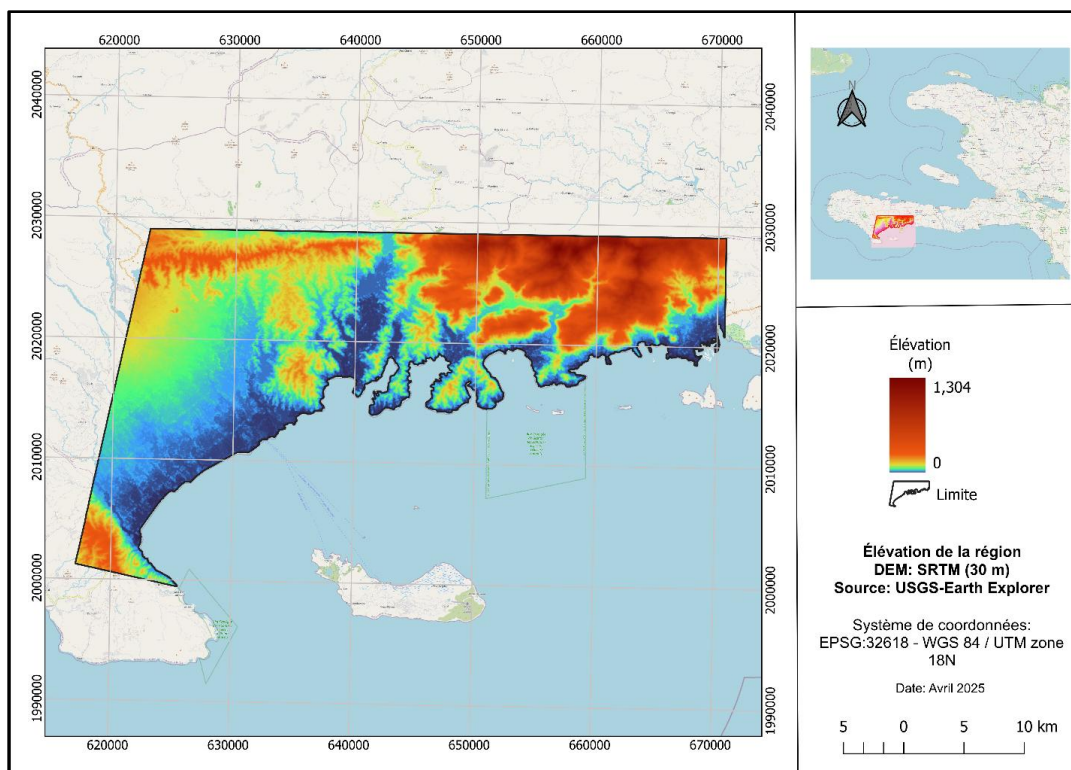 620000 630000 640000 650000 660000 670000
2040000 2040000
2030000 2030000
2020000 2020000
2010000 2010000
2000000 2000000
1990000 1990000
620000 630000 640000 650000 660000 670000
N
Élévation
(m)
1,304
0
Limite
Élévation de la région
DEM: SRTM (30 m)
Source: USGS-Earth Explorer
Système de coordonnées:
EPSG:32618 - WGS 84 / UTM zone
18N
Date: Avril 2025
5 0 5 10 km